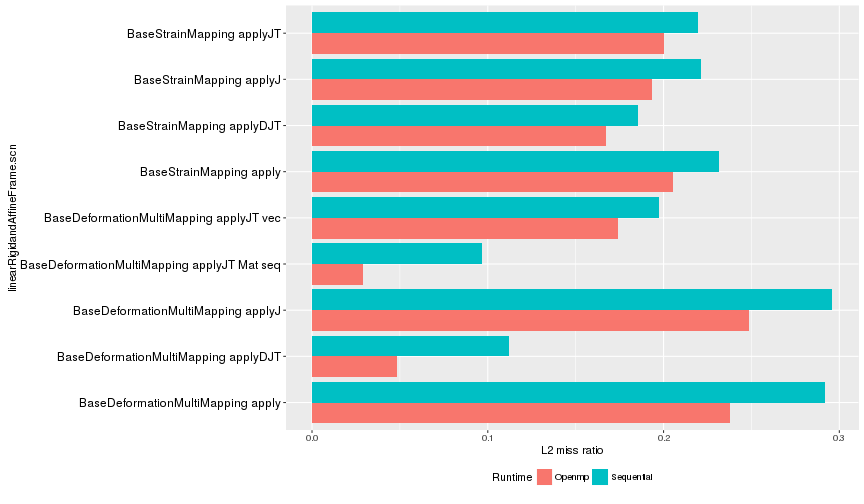 linearRigidandAffineFrame.scn
BaseStrainMapping applyJT
BaseStrainMapping applyJ
BaseStrainMapping applyDJT
BaseStrainMapping apply
BaseDeformationMultiMapping applyJT vec
BaseDeformationMultiMapping applyJT Mat seq
BaseDeformationMultiMapping applyJ
BaseDeformationMultiMapping applyDJT
BaseDeformationMultiMapping apply
0.0 0.1 0.2 0.3
L2 miss ratio
Runtime Openmp Sequential